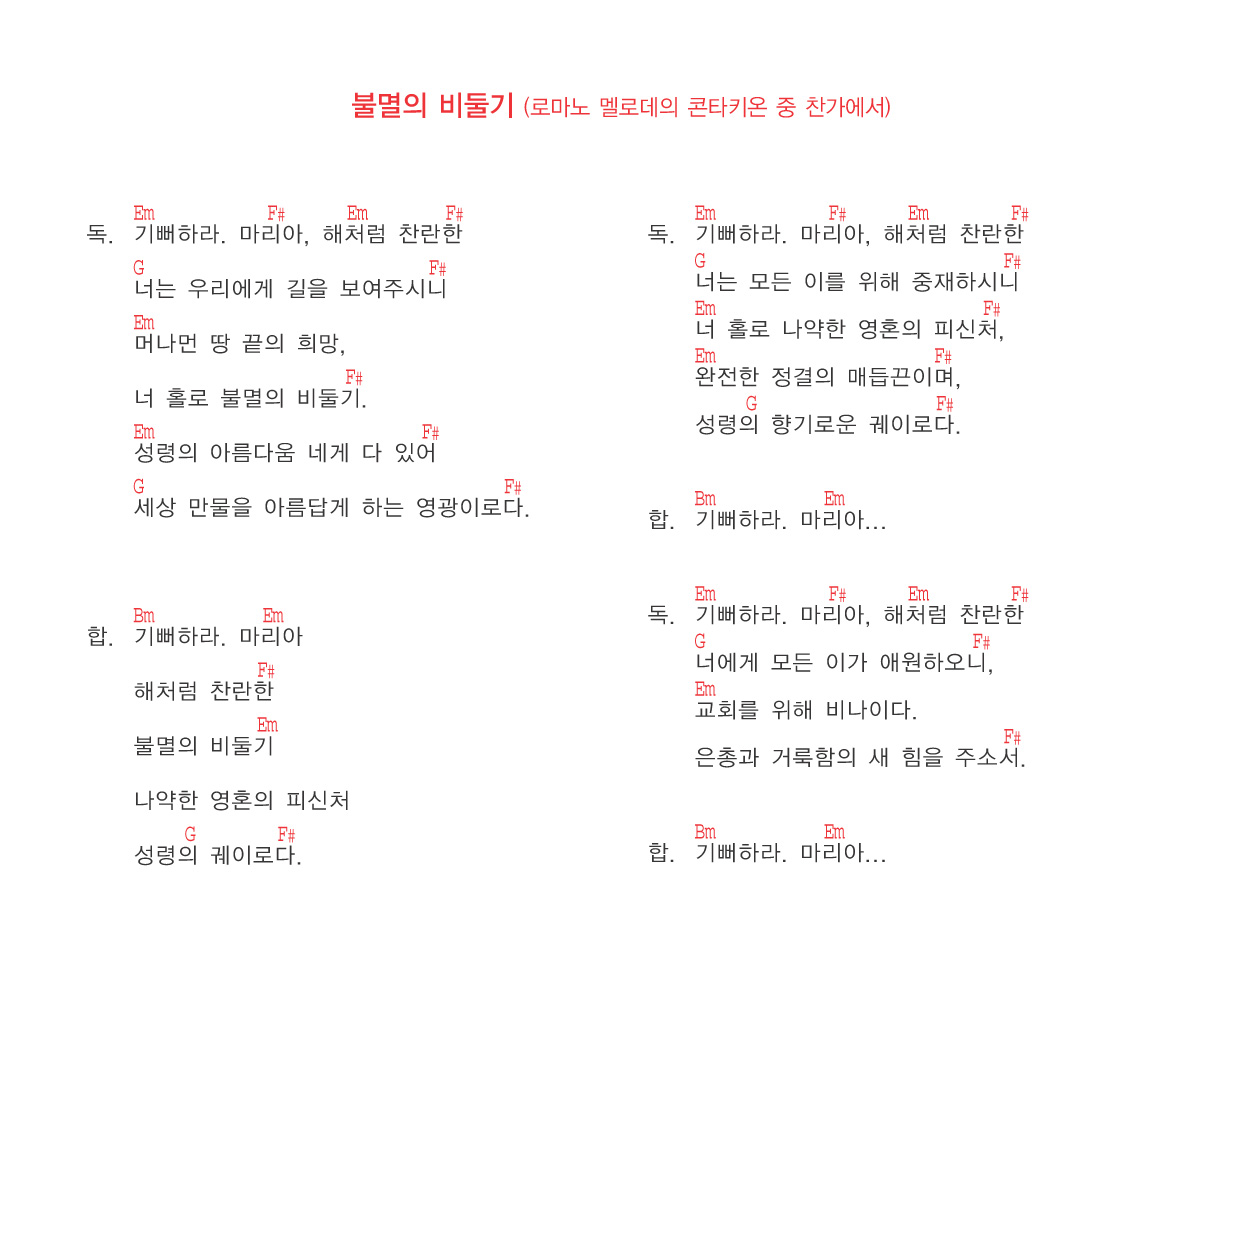 불멸의 비둘기 (로마노 멜로데의 콘타키온 중 찬가에서)
Em F# Em F#
독. 기뻐하라. 마리아, 해처럼 찬란한
G F#
너는 우리에게 길을 보여주시니
Em
머나먼 땅 끝의 희망,
F#
너 홀로 불멸의 비둘기.
Em F#
성령의 아름다움 네게 다 있어
G F#
세상 만물을 아름답게 하는 영광이로다.
Bm Em
합. 기뻐하라. 마리아
F#
해처럼 찬란한
Em
불멸의 비둘기
나약한 영혼의 피신처
G F#
성령의 궤이로다.
Em F# Em F#
독. 기뻐하라. 마리아, 해처럼 찬란한
G F#
너는 모든 이를 위해 중재하시니
Em F#
너 홀로 나약한 영혼의 피신처,
Em F#
완전한 정결의 매듭끈이며,
G F#
성령의 향기로운 궤이로다.
Bm Em
합. 기뻐하라. 마리아...
Em F# Em F#
독. 기뻐하라. 마리아, 해처럼 찬란한
G F#
너에게 모든 이가 애원하오니,
Em
교회를 위해 비나이다.
F#
은총과 거룩함의 새 힘을 주소서.
Bm Em
합. 기뻐하라. 마리아...